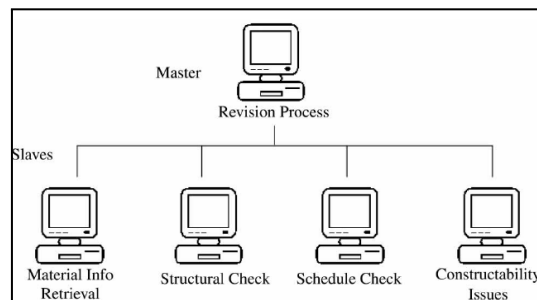 Master
Revision Process
Slaves
Material Info
Retrieval
Structural Check
Schedule Check
Constructability
Issues